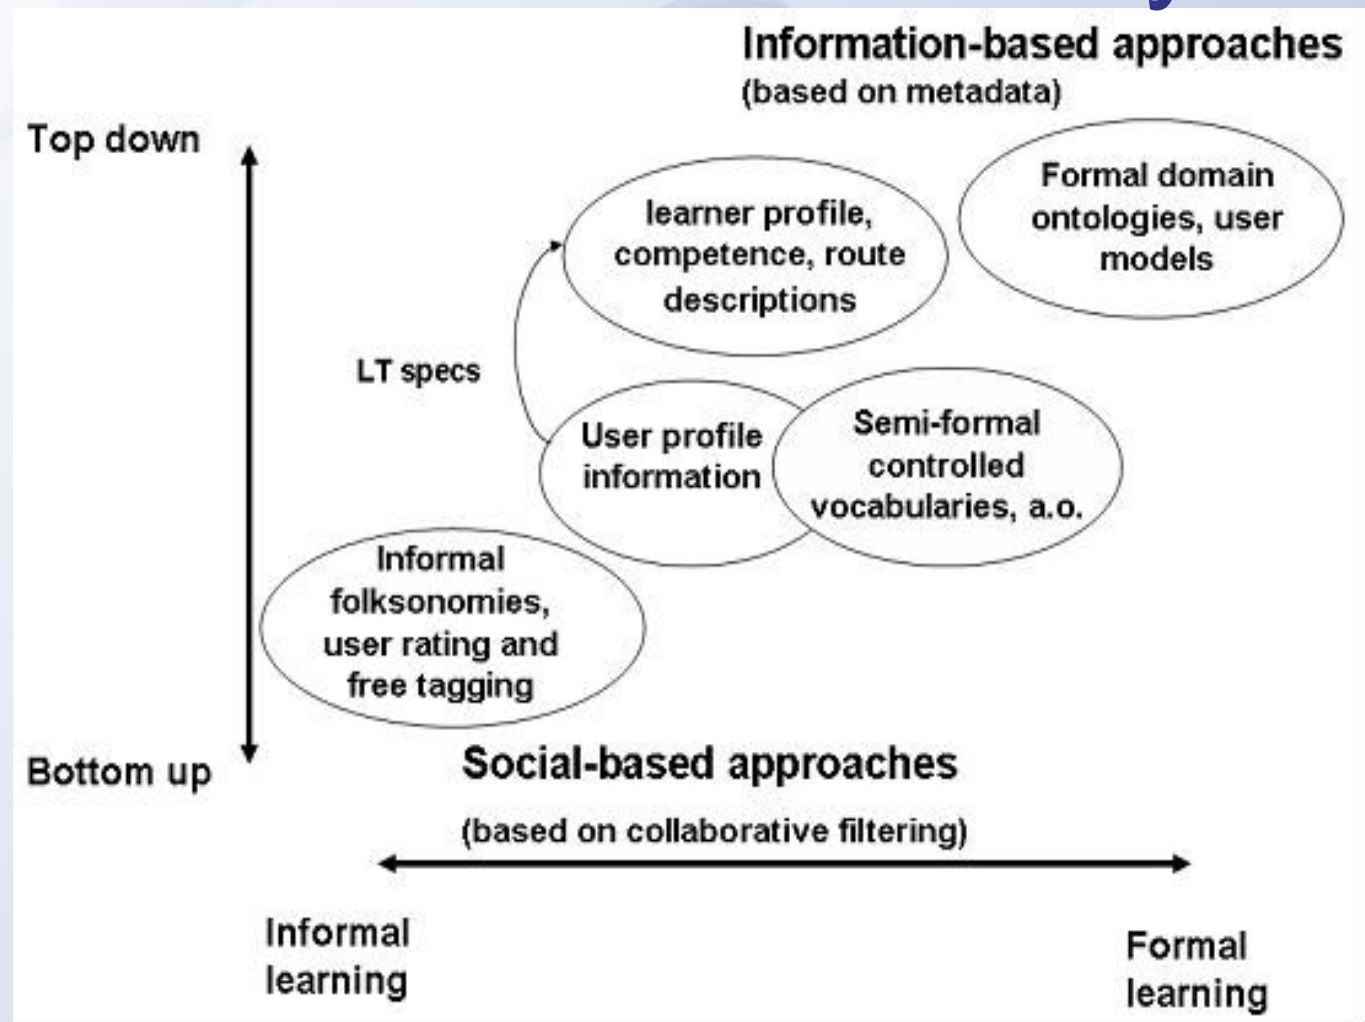 Information-based approaches
(based on metadata)
Top down
Formal domain
ontologies, user
models
learner profile,
competence, route
descriptions
LT specs
User profile
information
Semi-formal
controlled
vocabularies, a.o.
Informal
folksonomies,
user rating and
free tagging
Bottom up
Social-based approaches
(based on collaborative filtering)
Informal
learning
Formal
learning